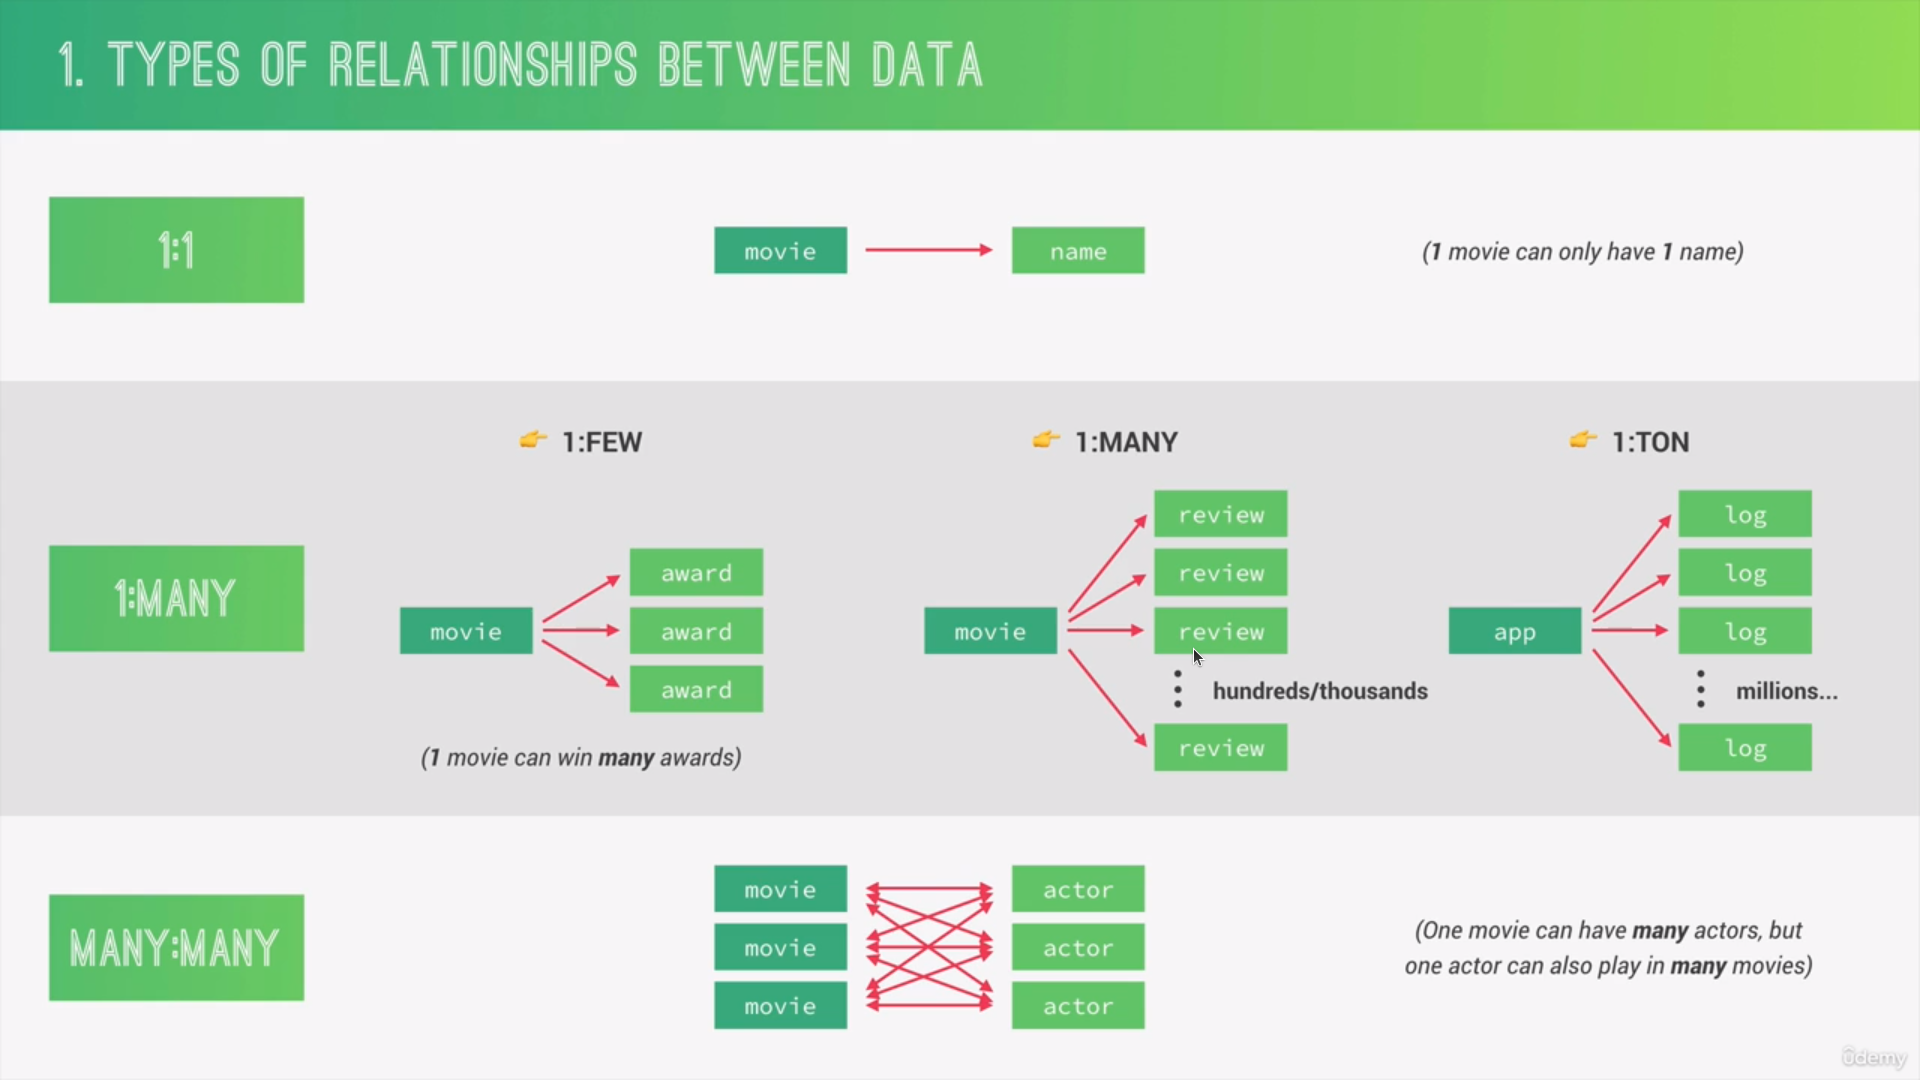 1. TYPES OF RELATIONSHIPS BETWEEN DATA
1:1
movie
name
(1 movie can only have 1 name)
1:MANY
👉 1:FEW
movie
award
award
award
(1 movie can win many awards)
👉 1:MANY
movie
review
review
review
hundreds/thousands
review
👉 1:TON
app
log
log
log
millions...
log
MANY:MANY
movie
actor
movie
actor
movie
actor
(One movie can have many actors, but
one actor can also play in many movies)
ûdemy